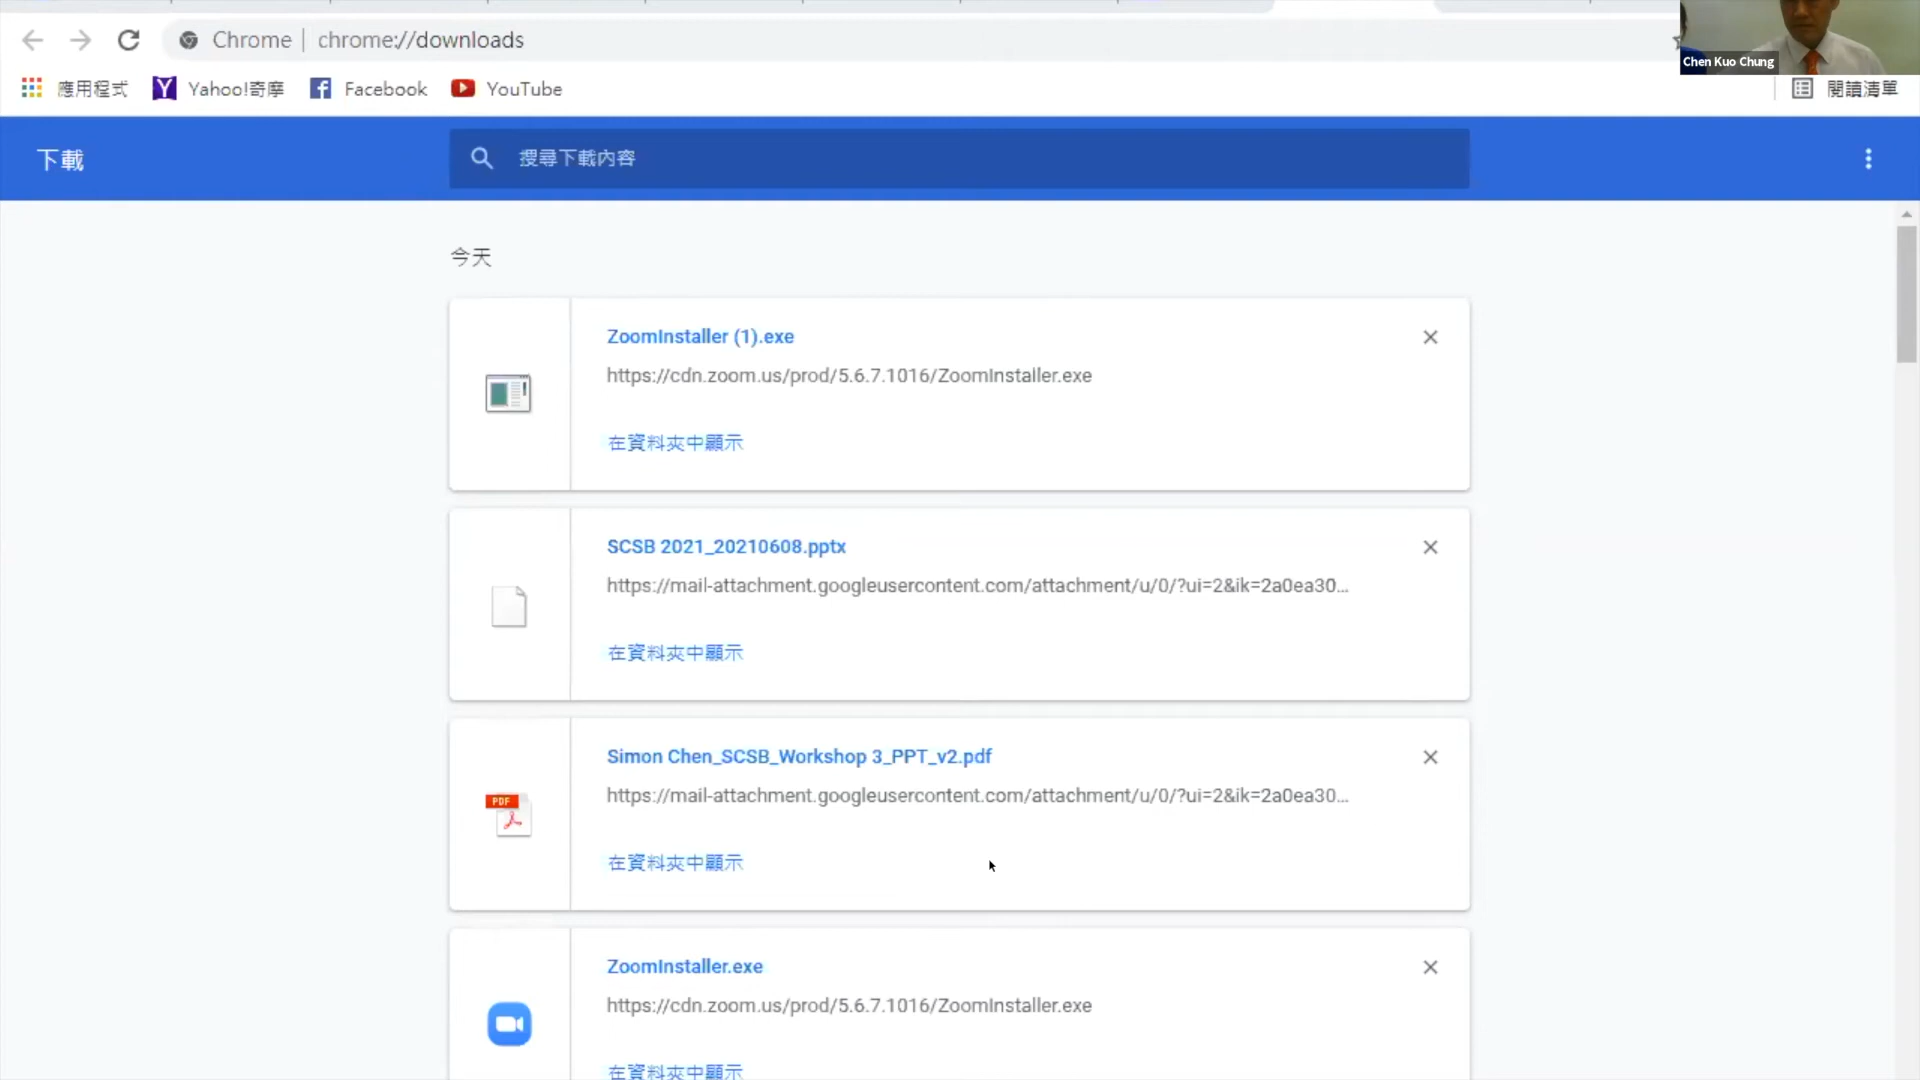 Chrome | chrome://downloads
Chen Kuo Chung
應用程式 Yahoo!奇摩 Facebook YouTube 閱讀清單
下載 搜尋下載內容
今天
ZoomInstaller (1).exe
https://cdn.zoom.us/prod/5.6.7.1016/ZoomInstaller.exe
在資料夾中顯示
SCSB 2021_20210608.pptx
https://mail-attachment.googleusercontent.com/attachment/u/0/?ui=2&ik=2a0ea30...
在資料夾中顯示
PDF
Simon Chen_SCSB_Workshop 3_PPT_v2.pdf
https://mail-attachment.googleusercontent.com/attachment/u/0/?ui=2&ik=2a0ea30...
在資料夾中顯示
ZoomInstaller.exe
https://cdn.zoom.us/prod/5.6.7.1016/ZoomInstaller.exe
在資料夾中顯示